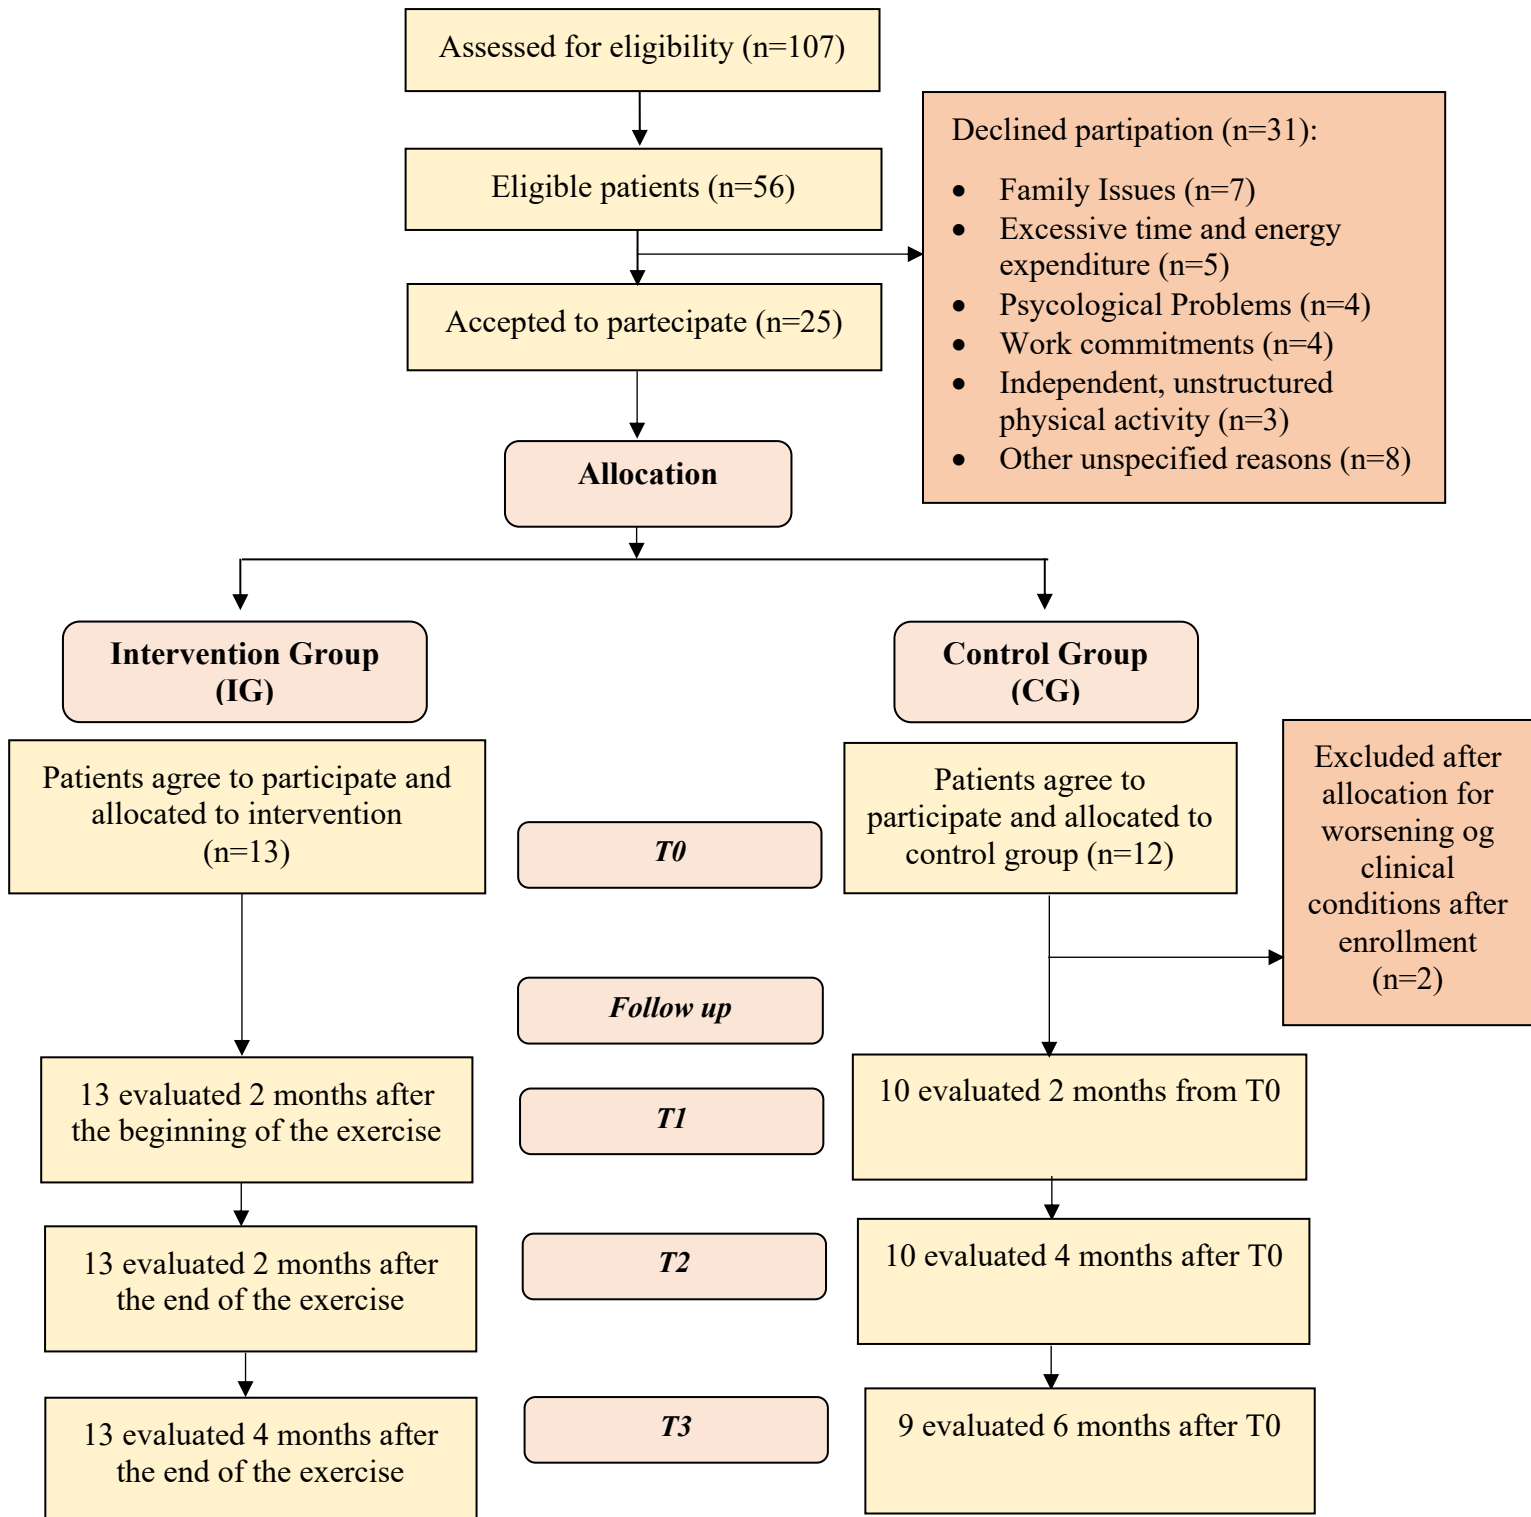 Assessed for eligibility (n=107)
Eligible patients (n=56)
Declined partipation (n=31):
• Family Issues (n=7)
• Excessive time and energy
expenditure (n=5)
• Psycological Problems (n=4)
• Work commitments (n=4)
• Independent, unstructured
physical activity (n=3)
• Other unspecified reasons (n=8)
Accepted to partecipate (n=25)
Allocation
Intervention Group
(IG)
Control Group
(CG)
Patients agree to participate and
allocated to intervention
(n=13)
T0
Patients agree to
participate and allocated to
control group (n=12)
Excluded after
allocation for
worsening og
clinical
conditions after
enrollment
(n=2)
Follow up
13 evaluated 2 months after
the beginning of the exercise
T1
10 evaluated 2 months from T0
13 evaluated 2 months after
the end of the exercise
T2
10 evaluated 4 months after T0
13 evaluated 4 months after
the end of the exercise
T3
9 evaluated 6 months after T0